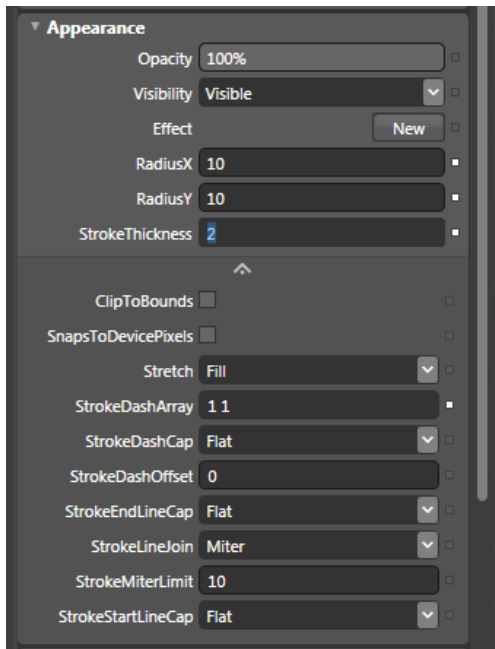 Appearance
Opacity 100%
Visibility Visible
Effect New
RadiusX 10
RadiusY 10
StrokeThickness 2
ClipToBounds
SnapsToDevicePixels
Stretch Fill
StrokeDashArray 1 1
StrokeDashCap Flat
StrokeDashOffset 0
StrokeEndLineCap Flat
StrokeLineJoin Miter
StrokeMiterLimit 10
StrokeStartLineCap Flat